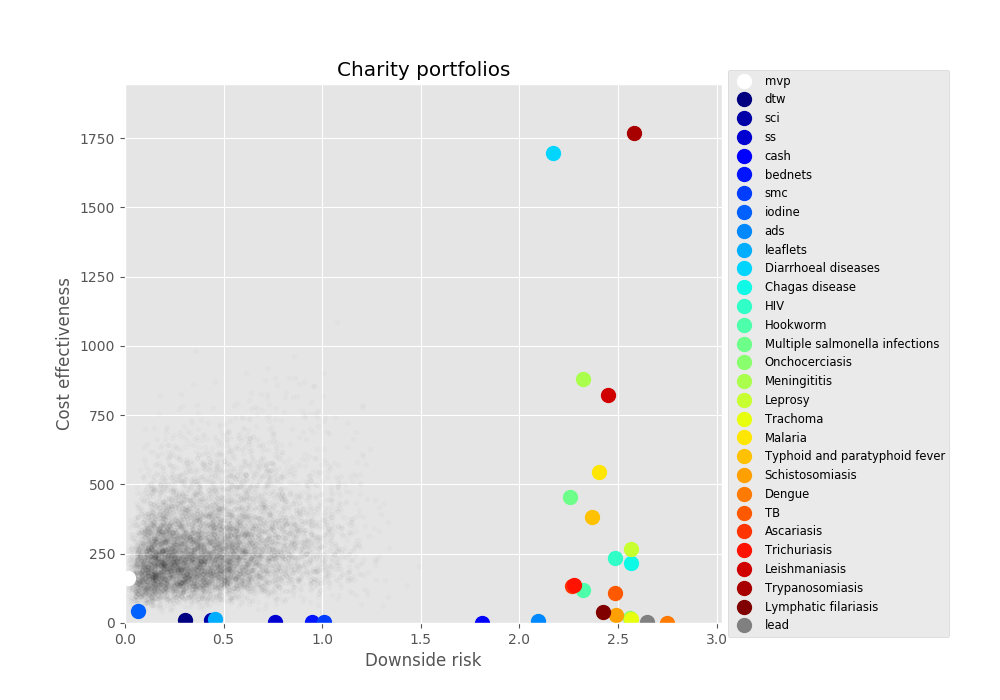 Charity portfolios
Cost effectiveness
1750
1500
1250
1000
750
500
250
0
0.0 0.5 1.0 1.5 2.0 2.5 3.0
Downside risk
mvp
dtw
sci
ss
cash
bednets
smc
iodine
ads
leaflets
Diarrhoeal diseases
Chagas disease
HIV
Hookworm
Multiple salmonella infections
Onchocerciasis
Meningititis
Leprosy
Trachoma
Malaria
Typhoid and paratyphoid fever
Schistosomiasis
Dengue
TB
Ascariasis
Trichuriasis
Leishmaniasis
Trypanosomiasis
Lymphatic filariasis
lead